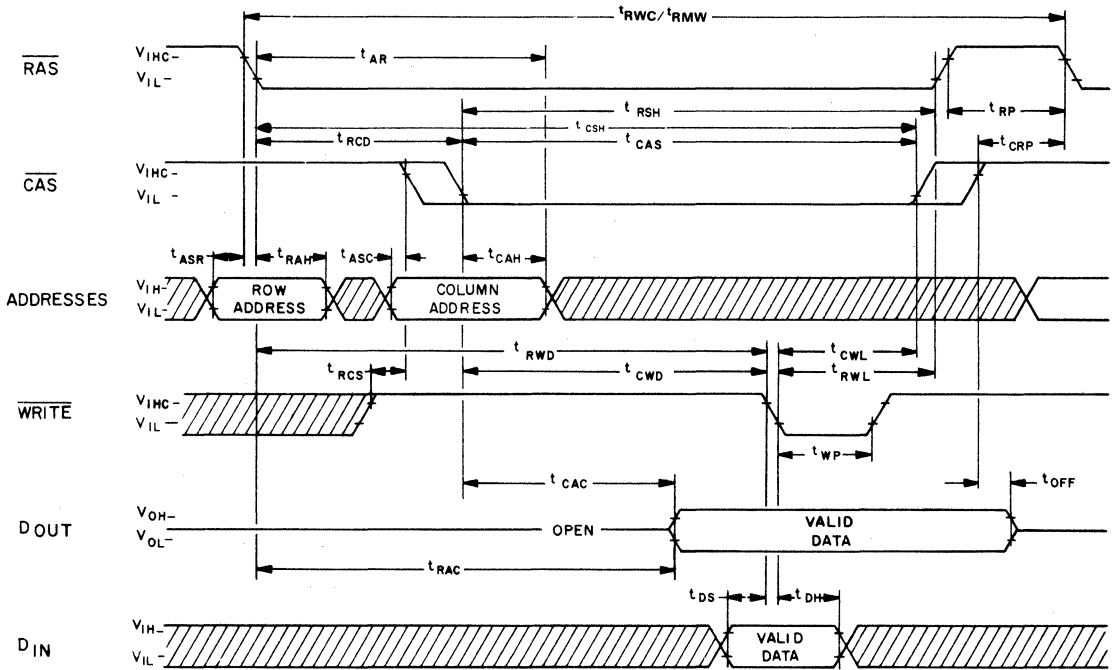 tRWC/tRMW
RAS
VIHC-
VIL-
tAR
tRSH
tRP
tCSH
tRCD
tCAS
tCRP
CAS
VIHC-
VIL-
tASR
tRAH
tASC
tCAH
ADDRESSES
VIH-
VIL-
ROW
ADDRESS
COLUMN
ADDRESS
tRWD
tCWL
tRCS
tCWD
tRWL
WRITE
VIHC-
VIL-
tWP
tCAC
tOFF
DOUT
VOH-
VOL-
OPEN
VALID
DATA
tRAC
tDS
tDH
DIN
VIH-
VIL-
VALID
DATA